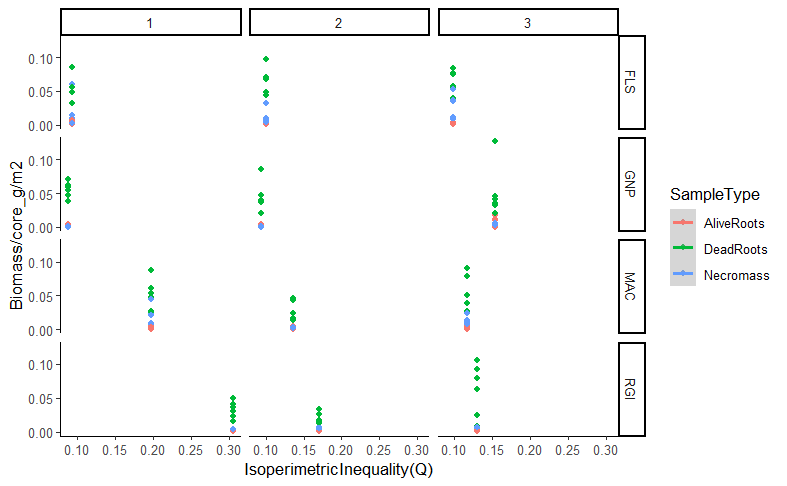 1 2 3
Biomass/core_g/m2
0.10
0.05
0.00
FLS
0.10
0.05
0.00
GNP
0.10
0.05
0.00
MAC
0.10
0.05
0.00
RGI
0.10 0.15 0.20 0.25 0.30 0.10 0.15 0.20 0.25 0.30 0.10 0.15 0.20 0.25 0.30
IsoperimetricInequality(Q)
SampleType
AliveRoots
DeadRoots
Necromass